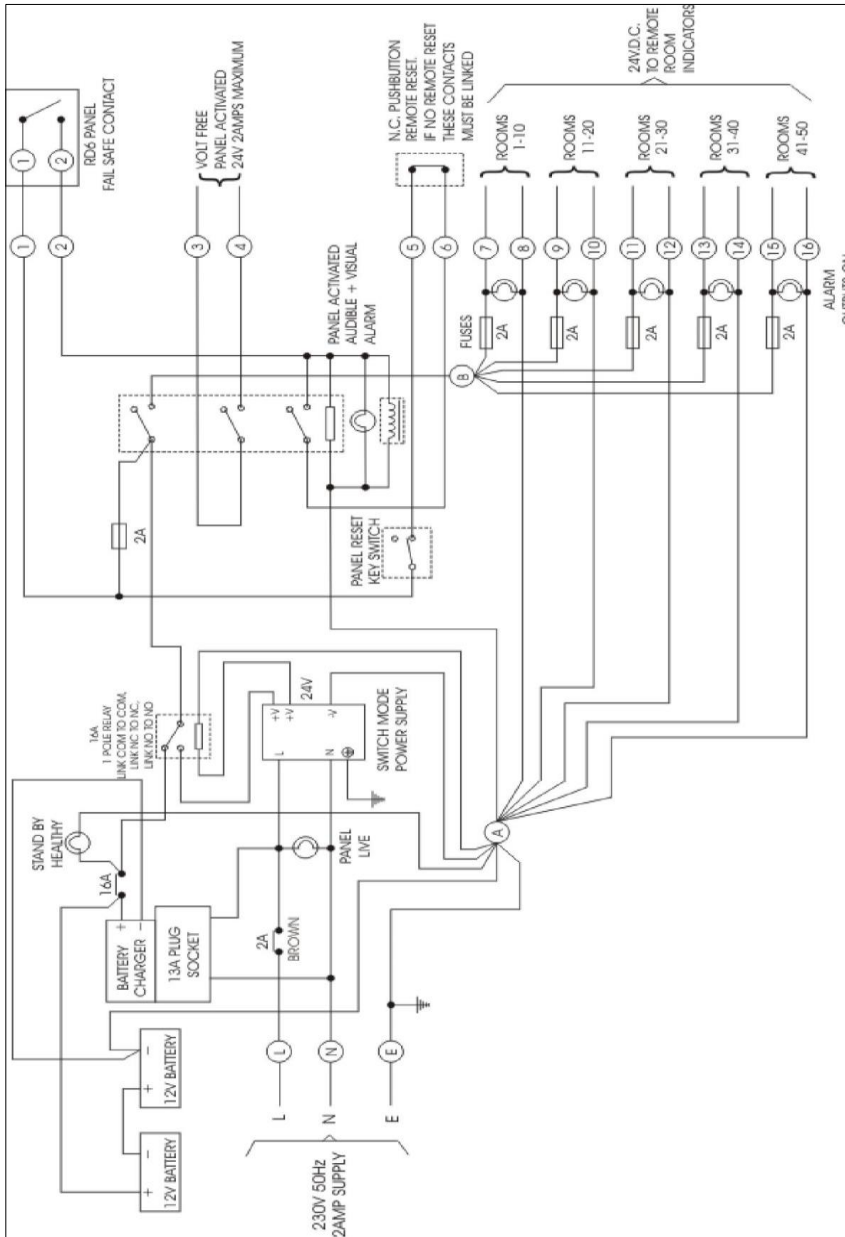 RD6 PANEL
FAIL SAFE CONTACT
1
2
1
2
VOLT FREE
PANEL ACTIVATED
24V 2AMPS MAXIMUM
3
4
N.C. PUSHBUTTON
REMOTE RESET.
IF NO REMOTE RESET
THESE CONTACTS
MUST BE LINKED
5
6
24V.D.C.
TO REMOTE
ROOM
INDICATORS
ROOMS
1-10
ROOMS
11-20
ROOMS
21-30
ROOMS
31-40
ROOMS
41-50
7
8
9
10
11
12
13
14
15
16
ALARM
FUSES
2A
2A
2A
2A
2A
B
PANEL ACTIVATED
AUDIBLE + VISUAL
ALARM
2A
PANEL RESET
KEY SWITCH
16A
1 POLE RELAY
LINK COM TO COM,
LINK NC TO NC,
LINK NO TO NO
24V
+V
+V
-V
L
N
SWITCH MODE
POWER SUPPLY
STAND BY
HEALTHY
16A
+
-
BATTERY
CHARGER
13A PLUG
SOCKET
2A
BROWN
PANEL
LIVE
A
-
+
12V BATTERY
-
+
12V BATTERY
L
N
E
L
N
E
230V 50Hz
2AMP SUPPLY